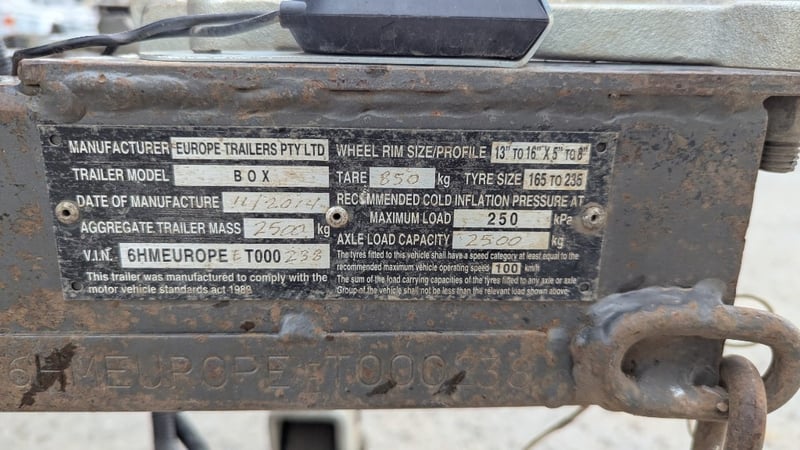 MANUFACTURER EUROPE TRAILERS PTY LTD
TRAILER MODEL BOX
DATE OF MANUFACTURE 11/2014
AGGREGATE TRAILER MASS 2500 kg
V.I.N. 6HMEUROPE E T000 238
This trailer was manufactured to comply with the
motor vehicle standards act 1989
WHEEL RIM SIZE/PROFILE 13" TO 16" X 5" TO 8"
TARE 850 kg TYRE SIZE 165 TO 235
RECOMMENDED COLD INFLATION PRESSURE AT
MAXIMUM LOAD 250 kPa
AXLE LOAD CAPACITY 2500 kg
The tyres fitted to this vehicle shall have a speed category at least equal to the
recommended maximum vehicle operating speed 100 km/h
The sum of the load carrying capacities of the tyres fitted to any axle or axle
Group of the vehicle shall not be less than the relevant load shown above.
6HMEUROPE ET000238